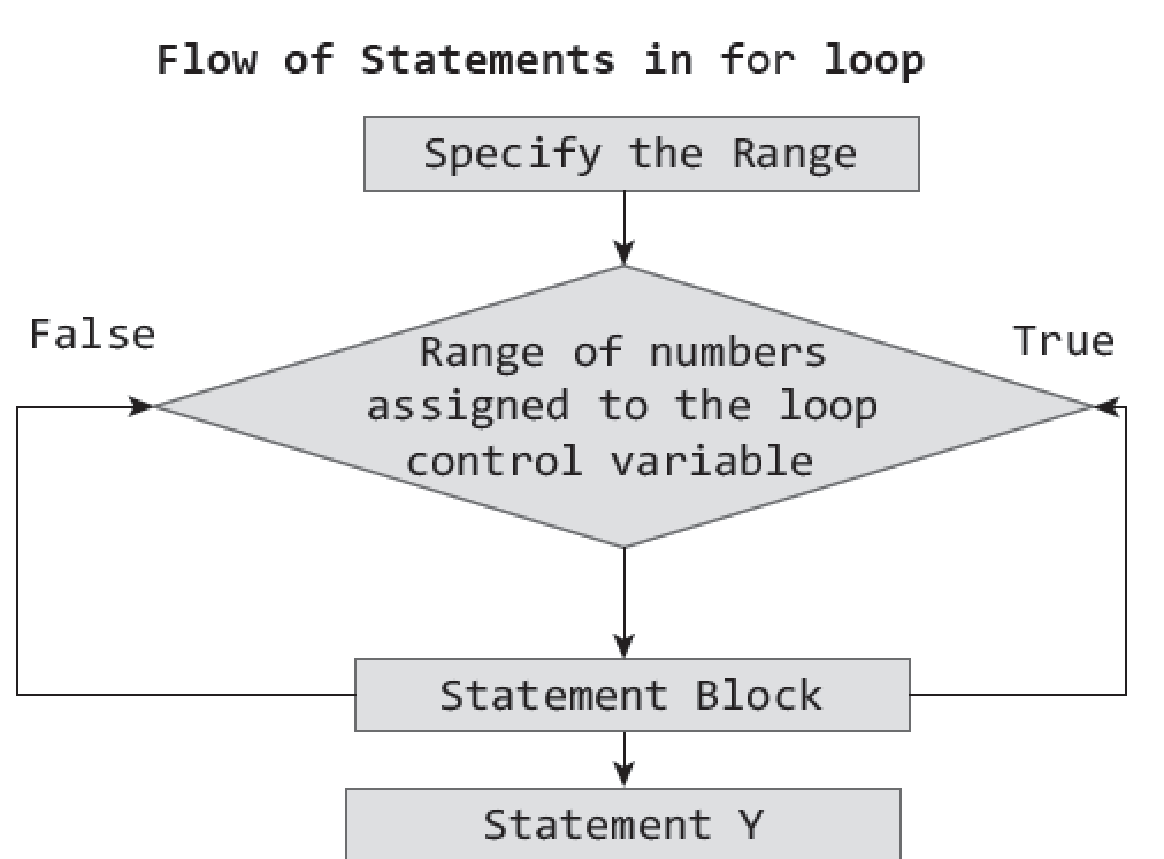 Flow of Statements in for loop
Specify the Range
False
True
Range of numbers
assigned to the loop
control variable
Statement Block
Statement Y